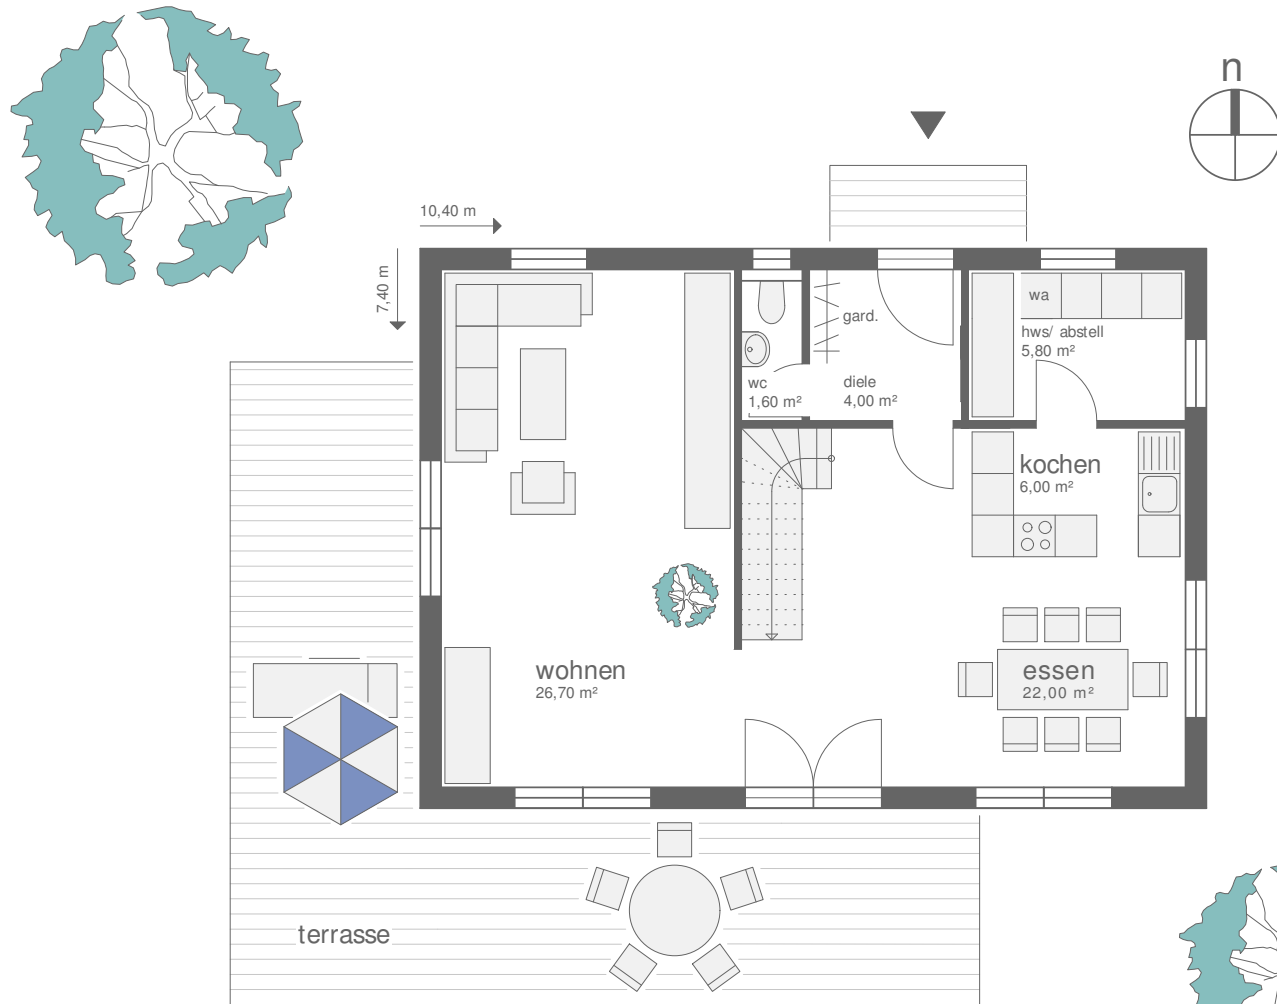 n
10,40 m
7,40 m
wa
gard.
hws/ abstell
5,80 m²
wc
1,60 m²
diele
4,00 m²
kochen
6,00 m²
wohnen
26,70 m²
essen
22,00 m²
terrasse